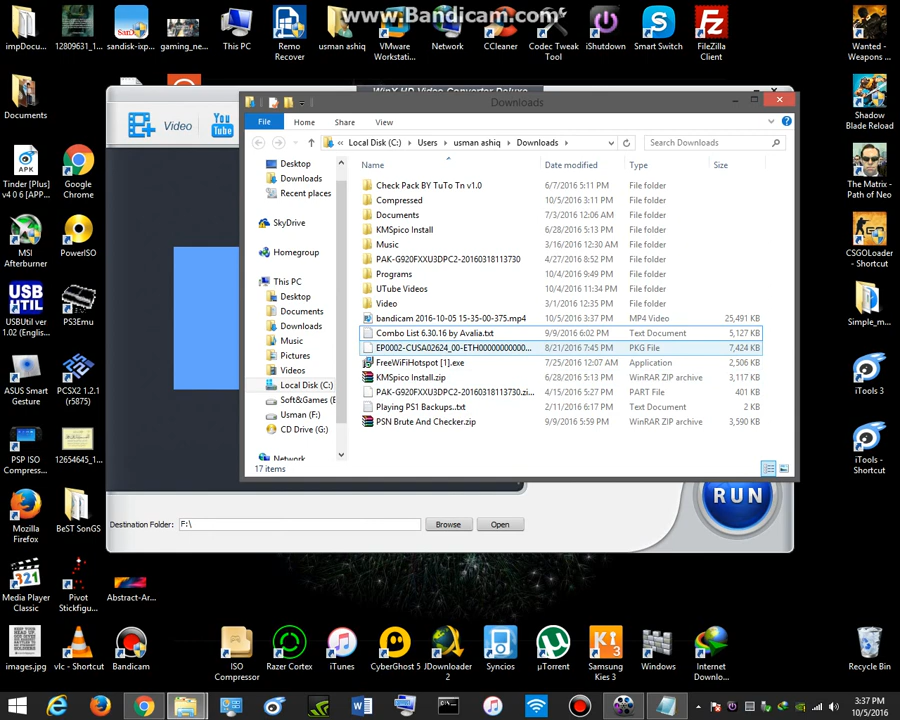 www.Bandicam.com
impDocu...
12809631_1...
sandisk-ixp...
gaming_ne...
This PC
Remo
Recover
usman ashiq
VMware
Workstati...
Network
CCleaner
Codec Tweak
Tool
iShutdown
Smart Switch
FileZilla
Client
Wanted -
Weapons ...
Documents
WinX HD Video Converter Deluxe
Video
You
Tube
Downloads
File
Home
Share
View
Local Disk (C:)
Users
usman ashiq
Downloads
Search Downloads
Shadow
Blade Reload
Name
Date modified
Type
Size
Desktop
Downloads
Recent places
SkyDrive
Homegroup
This PC
Desktop
Documents
Downloads
Music
Pictures
Videos
Local Disk (C:)
Soft&Games (E
Usman (F:)
CD Drive (G:)
Network
Check Pack BY TuTo Tn v1.0 6/7/2016 5:11 PM File folder
Compressed 10/5/2016 3:11 PM File folder
Documents 7/3/2016 12:06 AM File folder
KMSpico Install 6/28/2016 5:13 PM File folder
Music 3/16/2016 12:30 AM File folder
PAK-G920FXXU3DPC2-20160318113730 4/27/2016 8:52 PM File folder
Programs 10/4/2016 9:49 PM File folder
UTube Videos 10/4/2016 11:34 PM File folder
Video 3/1/2016 12:35 PM File folder
bandicam 2016-10-05 15-35-00-375.mp4 10/5/2016 3:37 PM MP4 Video 25,491 KB
Combo List 6.30.16 by Avalia.txt 9/9/2016 6:02 PM Text Document 5,127 KB
EP0002-CUSA02624_00-ETH00000000000... 8/21/2016 7:45 PM PKG File 7,424 KB
FreeWiFiHotspot [1].exe 7/25/2016 12:07 AM Application 2,506 KB
KMSpico Install.zip 6/28/2016 5:13 PM WinRAR ZIP archive 3,117 KB
PAK-G920FXXU3DPC2-20160318113730.zi... 4/15/2016 5:27 PM PART File 401 KB
Playing PS1 Backups..txt 2/11/2016 6:17 PM Text Document 2 KB
PSN Brute And Checker.zip 9/9/2016 5:59 PM WinRAR ZIP archive 3,590 KB
17 items
Tinder [Plus]
v4 0 6 [APP...
APK
Google
Chrome
The Matrix -
Path of Neo
MSI
Afterburner
PowerISO
CSGOLoader
- Shortcut
USB
Util
USBUtil ver
1.02 [6002]
PS3Emu
Simple_m...
ASUS Smart
Gesture
PCSX2 1.2.1
(r5875)
iTools 3
PSP ISO
Compress...
12654645_1...
iTools -
Shortcut
Mozilla
Firefox
BeST SonGS
Destination Folder:
F:\
Browse
Open
RUN
321
Media Player
Classic
Pivot
Stickfigu...
Abstract-Ar...
images.jpg
vlc - Shortcut
Bandicam
ISO
Compressor
Razer Cortex
iTunes
CyberGhost 5
JDownloader
2
Syncios
µTorrent
KIES
3
Samsung
Kies 3
Windows
Internet
Downlo...
Recycle Bin
3:37 PM
10/5/2016